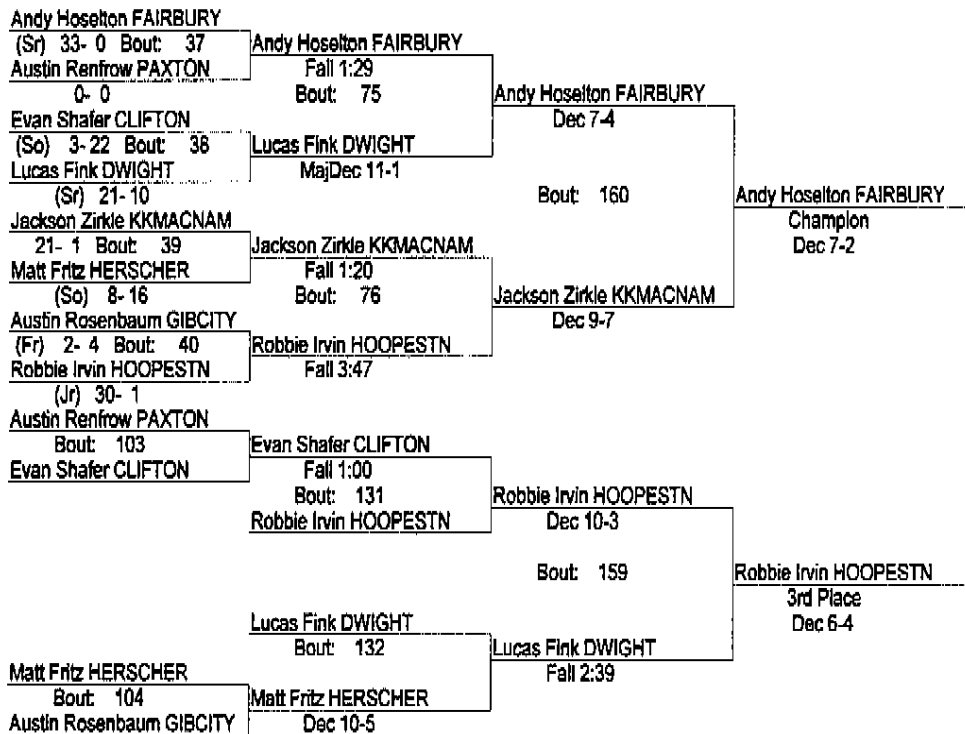 Andy Hoselton FAIRBURY
(Sr) 33- 0 Bout: 37
Austin Renfrow PAXTON
0- 0
Evan Shafer CLIFTON
(So) 3-22 Bout: 38
Lucas Fink DWIGHT
(Sr) 21-10
Jackson Zirkle KKMACNAM
21- 1 Bout: 39
Matt Fritz HERSCHER
(So) 8-16
Austin Rosenbaum GIBCITY
(Fr) 2- 4 Bout: 40
Robbie Irvin HOOPESTN
(Jr) 30- 1
Andy Hoselton FAIRBURY
Fall 1:29
Bout: 75
Lucas Fink DWIGHT
MajDec 11-1
Jackson Zirkle KKMACNAM
Fall 1:20
Bout: 76
Robbie Irvin HOOPESTN
Fall 3:47
Andy Hoselton FAIRBURY
Dec 7-4
Bout: 160
Jackson Zirkle KKMACNAM
Dec 9-7
Andy Hoselton FAIRBURY
Champion
Dec 7-2
Austin Renfrow PAXTON
Bout: 103
Evan Shafer CLIFTON
Evan Shafer CLIFTON
Fall 1:00
Bout: 131
Robbie Irvin HOOPESTN
Robbie Irvin HOOPESTN
Dec 10-3
Bout: 159
Robbie Irvin HOOPESTN
3rd Place
Dec 6-4
Lucas Fink DWIGHT
Bout: 132
Lucas Fink DWIGHT
Fall 2:39
Matt Fritz HERSCHER
Bout: 104
Austin Rosenbaum GIBCITY
Matt Fritz HERSCHER
Dec 10-5